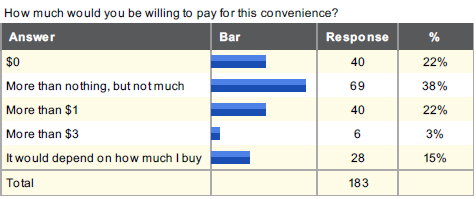 How much would you be willing to pay for this convenience?
Answer Bar Response %
$0 40 22%
More than nothing, but not much 69 38%
More than $1 40 22%
More than $3 6 3%
It would depend on how much I buy 28 15%
Total 183